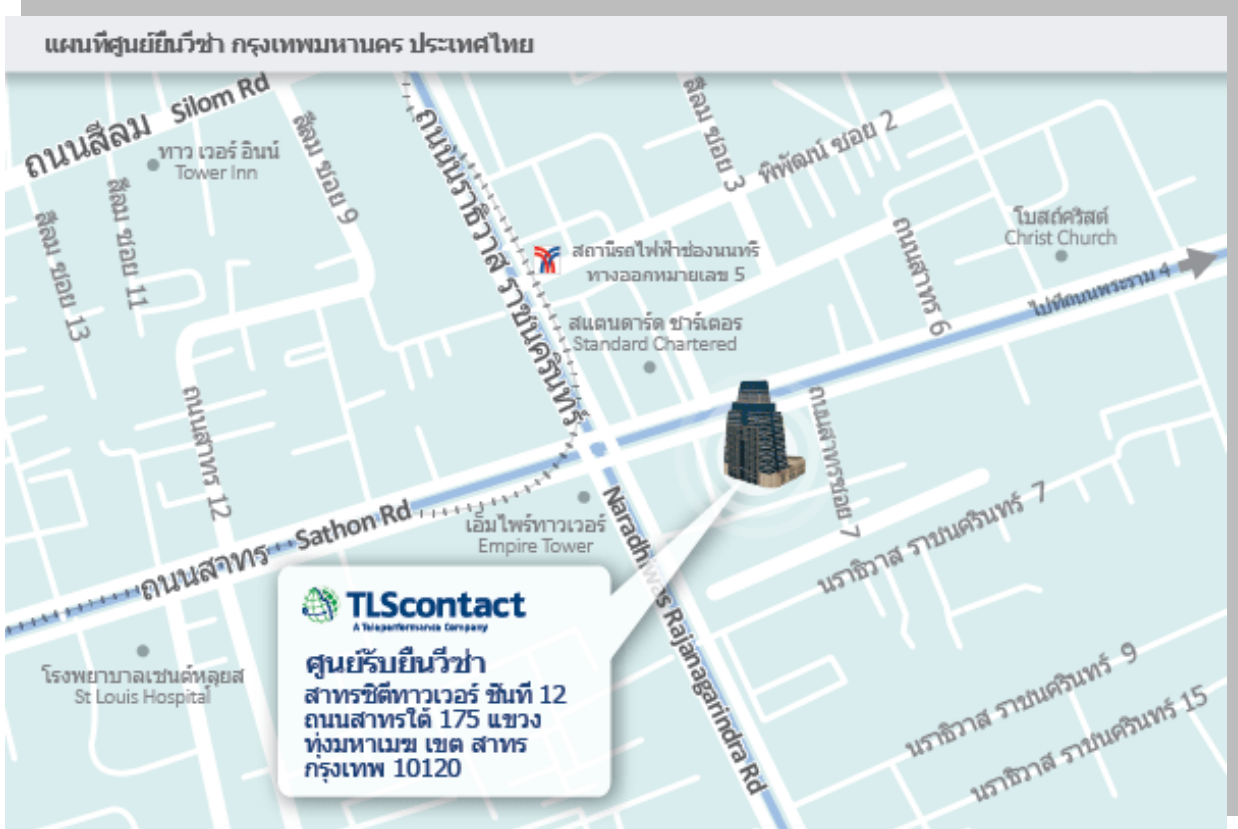 แผนที่ศูนย์ยื่นวีซ่า กรุงเทพมหานคร ประเทศไทย
ถนนสีลม Silom Rd
ทาว เวอร์ อินน์
Tower Inn
สีลม ซอย 9
สีลม ซอย 11
สีลม ซอย 13
ถนนนราธิวาส ราชนครินทร์
สีลม ซอย 3
พิพัฒน์ ซอย 2
โบสถ์คริสต์
Christ Church
สถานีรถไฟฟ้าช่องนนทรี
ทางออกหมายเลข 5
ถนนสาทร 6
ไปที่ถนนพระราม 4
สแตนดาร์ด ชาร์เตอร์
Standard Chartered
ถนนสาทร 12
ถนนสาทรซอย 7
ถนนสาทร Sathon Rd
เอ็มไพร์ทาวเวอร์
Empire Tower
Naradhiwas Rajanagarindra Rd
นราธิวาส ราชนครินทร์ 7
TLScontact
A Teleperformance Company
ศูนย์รับยื่นวีซ่า
สาทรซิตี้ทาวเวอร์ ชั้นที่ 12
ถนนสาทรใต้ 175 แขวง
ทุ่งมหาเมฆ เขต สาทร
กรุงเทพ 10120
โรงพยาบาลเซนต์หลุยส
St Louis Hospital
นราธิวาส ราชนครินทร์ 9
นราธิวาส ราชนครินทร์ 15